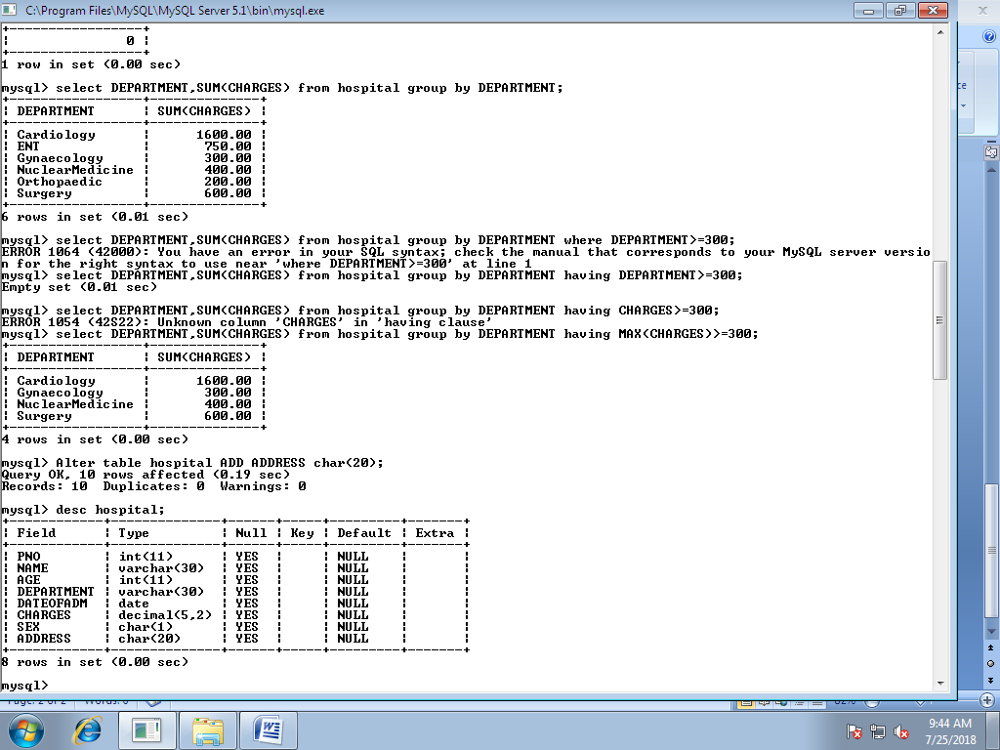 C:\Program Files\MySQL\MySQL Server 5.1\bin\mysql.exe
0
1 row in set (0.00 sec)
mysql> select DEPARTMENT,SUM(CHARGES) from hospital group by DEPARTMENT;
DEPARTMENT SUM(CHARGES)
Cardiology 1600.00
ENT 750.00
Gynaecology 300.00
NuclearMedicine 400.00
Orthopaedic 200.00
Surgery 600.00
6 rows in set (0.01 sec)
mysql> select DEPARTMENT,SUM(CHARGES) from hospital group by DEPARTMENT where DEPARTMENT>=300;
ERROR 1064 (42000): You have an error in your SQL syntax; check the manual that corresponds to your MySQL server versio
n for the right syntax to use near 'where DEPARTMENT>=300' at line 1
mysql> select DEPARTMENT,SUM(CHARGES) from hospital group by DEPARTMENT having DEPARTMENT>=300;
Empty set (0.01 sec)
mysql> select DEPARTMENT,SUM(CHARGES) from hospital group by DEPARTMENT having CHARGES>=300;
ERROR 1054 (42S22): Unknown column 'CHARGES' in 'having clause'
mysql> select DEPARTMENT,SUM(CHARGES) from hospital group by DEPARTMENT having MAX(CHARGES)>=300;
DEPARTMENT SUM(CHARGES)
Cardiology 1600.00
Gynaecology 300.00
NuclearMedicine 400.00
Surgery 600.00
4 rows in set (0.00 sec)
mysql> Alter table hospital ADD ADDRESS char(20);
Query OK, 10 rows affected (0.19 sec)
Records: 10 Duplicates: 0 Warnings: 0
mysql> desc hospital;
Field Type Null Key Default Extra
PNO int(11) YES NULL
NAME varchar(30) YES NULL
AGE int(11) YES NULL
DEPARTMENT varchar(30) YES NULL
DATEOFADM date YES NULL
CHARGES decimal(5,2) YES NULL
SEX char(1) YES NULL
ADDRESS char(20) YES NULL
8 rows in set (0.00 sec)
mysql>
9:44 AM
7/25/2018